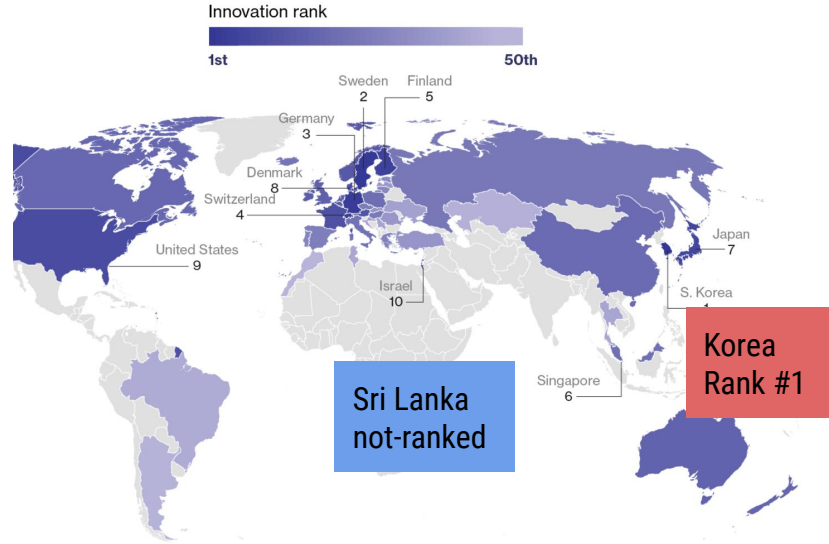 Innovation rank
1st 50th
Sweden
2
Finland
5
Germany
3
Denmark
8
Switzerland
4
United States
9
Japan
7
Israel
10
S. Korea
Singapore
6
Korea
Rank #1
Sri Lanka
not-ranked